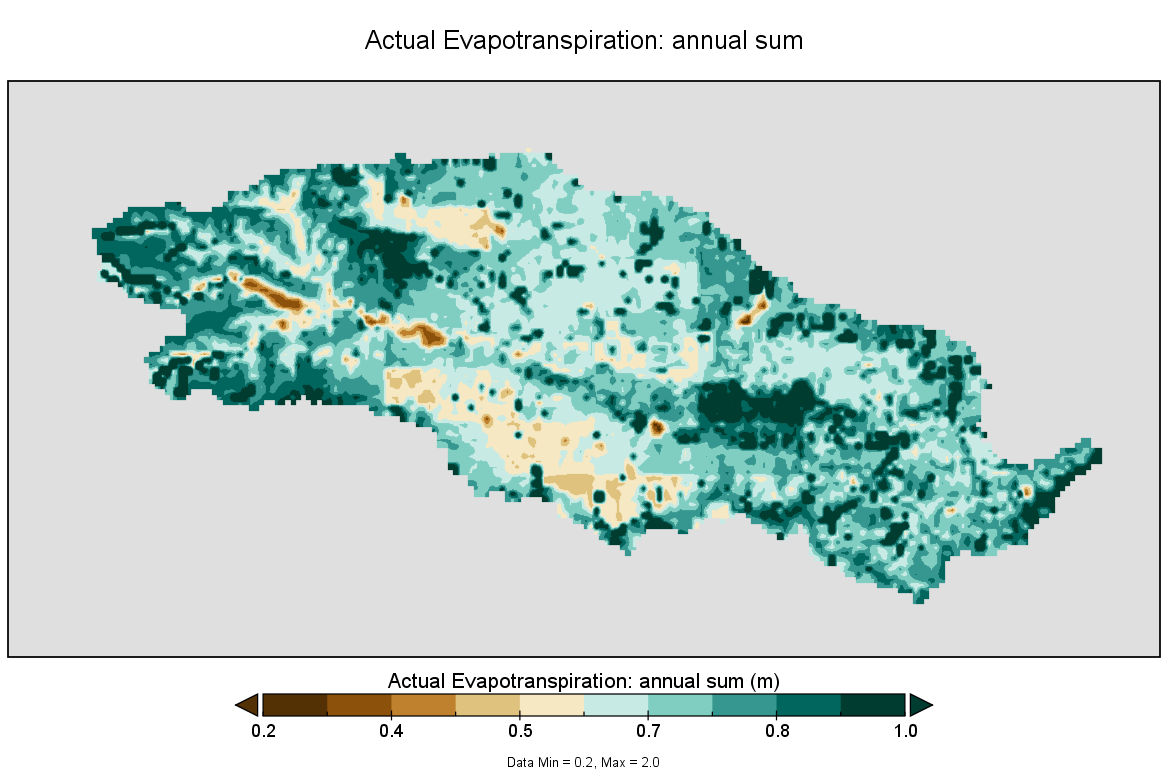 Actual Evapotranspiration: annual sum
Actual Evapotranspiration: annual sum (m)
0.2 0.4 0.5 0.7 0.8 1.0
Data Min = 0.2, Max = 2.0